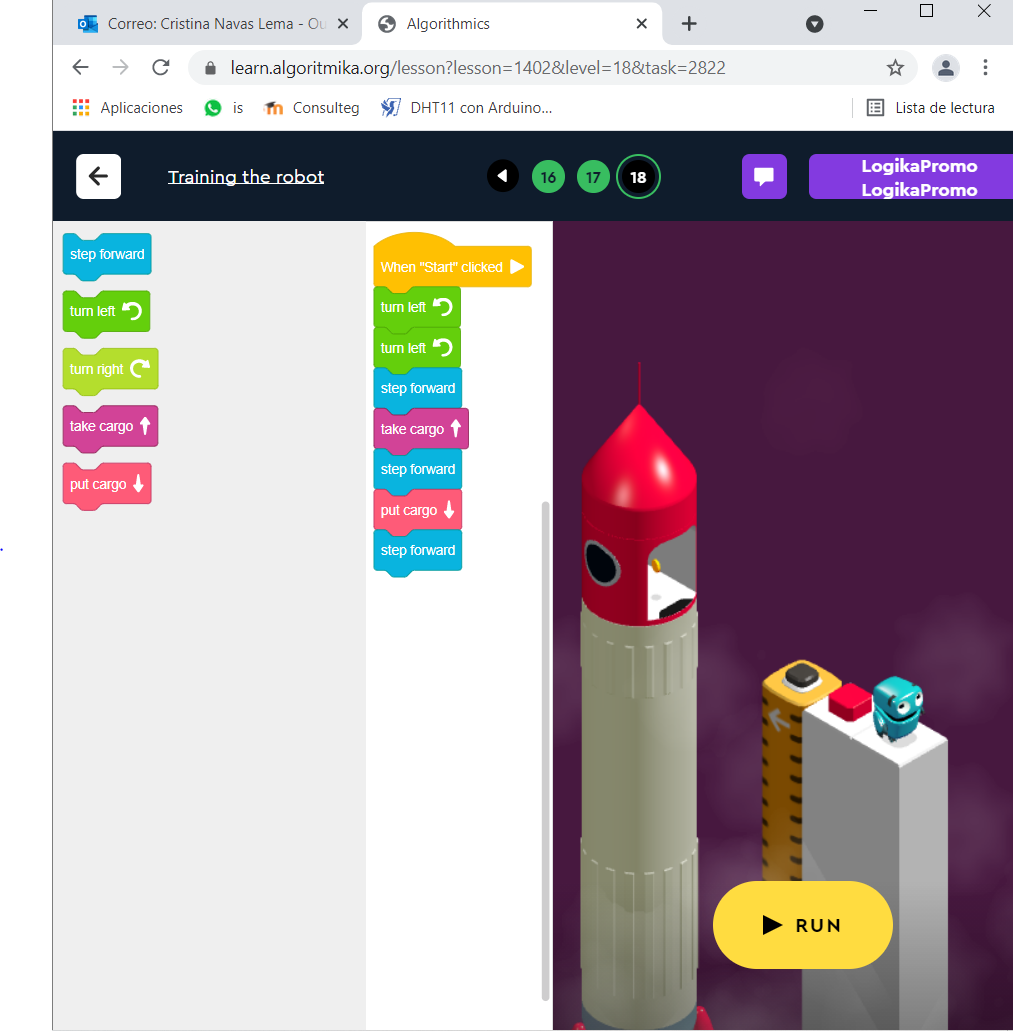 Correo: Cristina Navas Lema - Ou
Algorithmics
learn.algoritmika.org/lesson?lesson=1402&level=18&task=2822
Aplicaciones
is
Consulteg
DHT11 con Arduino...
Lista de lectura
Training the robot
16
17
18
LogikaPromo
LogikaPromo
step forward
turn left
turn right
take cargo
put cargo
When "Start" clicked
turn left
turn left
step forward
take cargo
step forward
put cargo
step forward
RUN